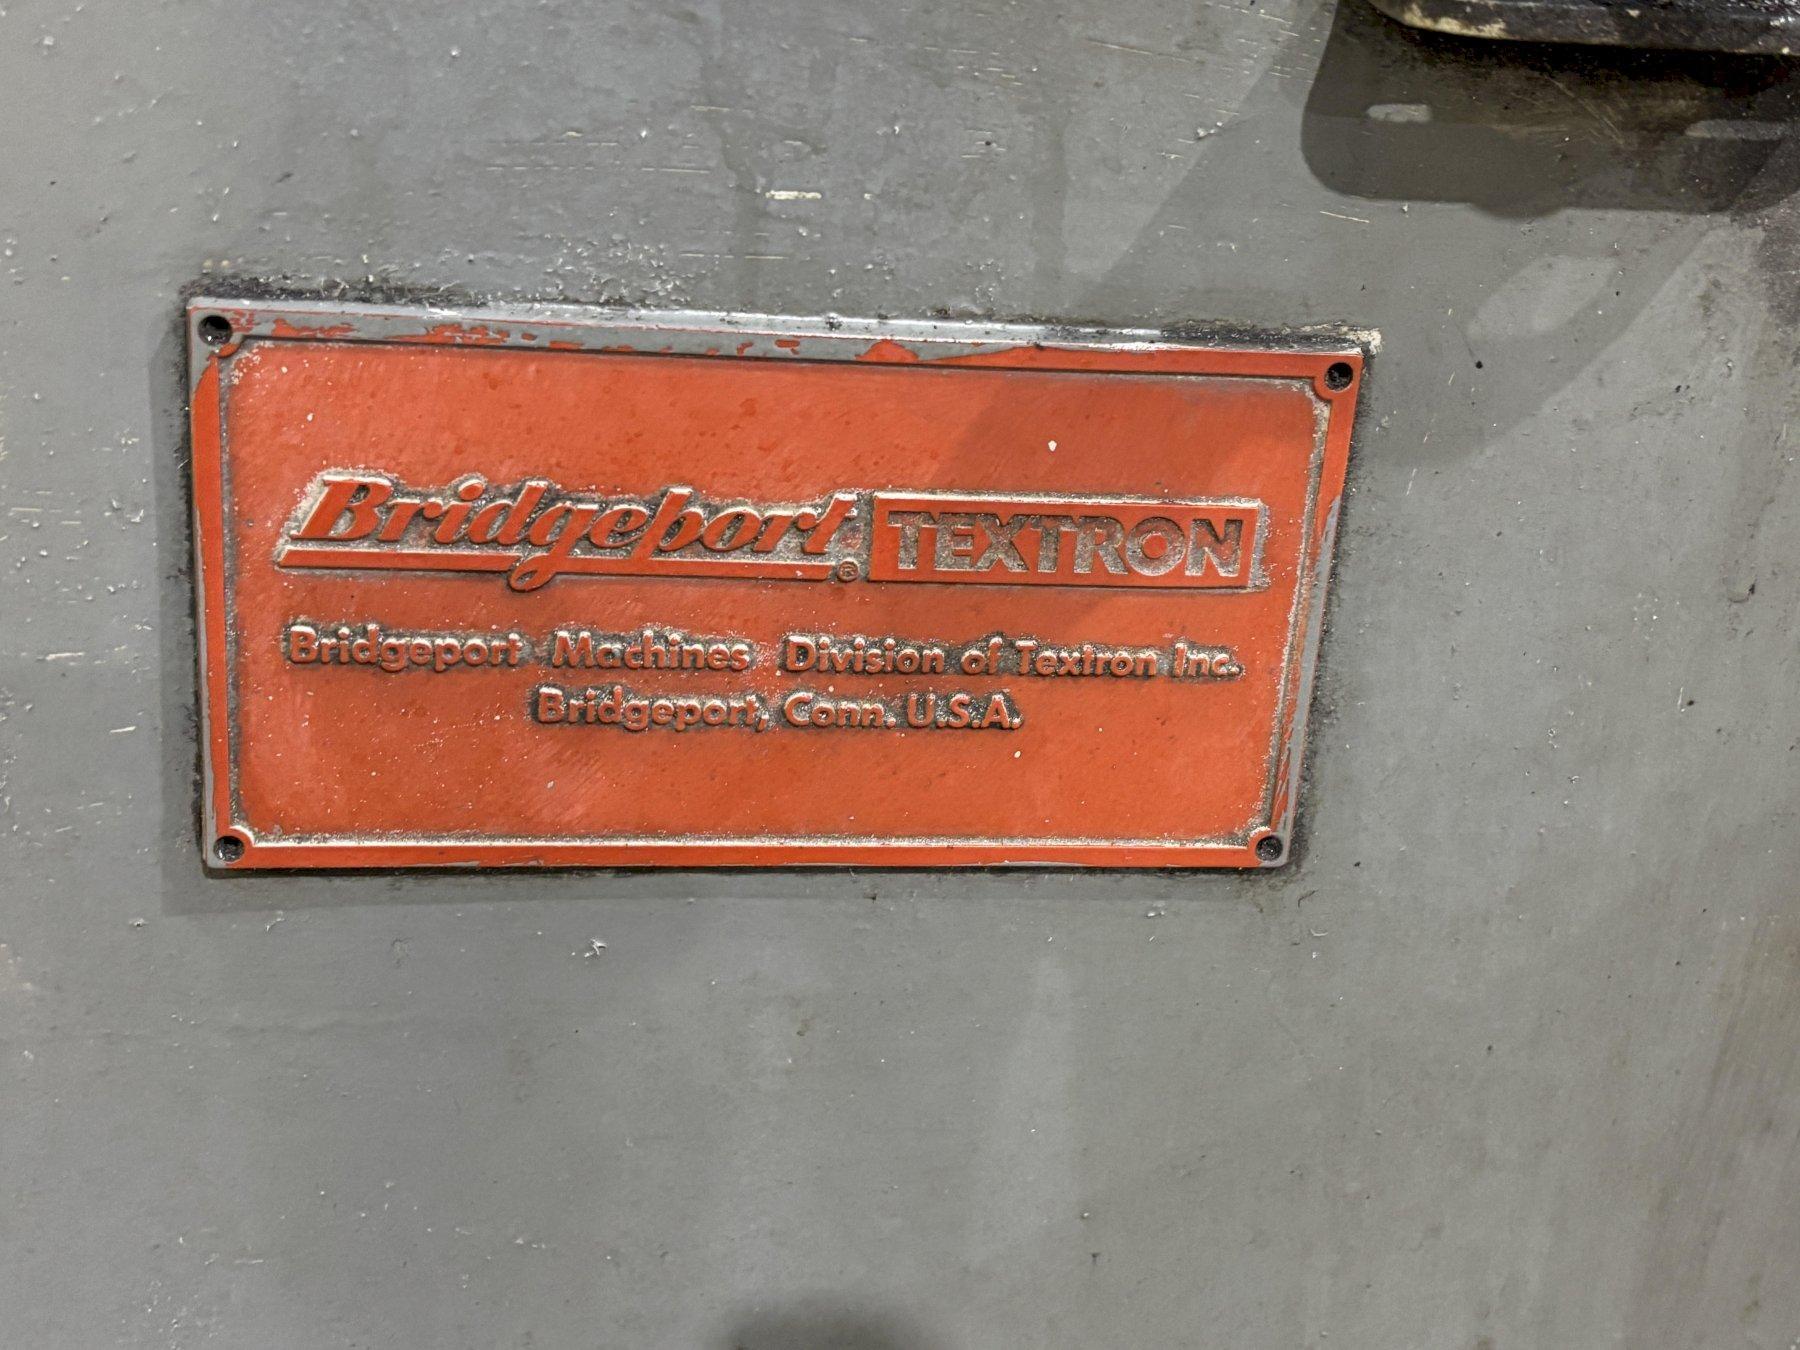 Bridgeport® TEXTRON
Bridgeport Machines Division of Textron Inc.
Bridgeport, Conn. U.S.A.